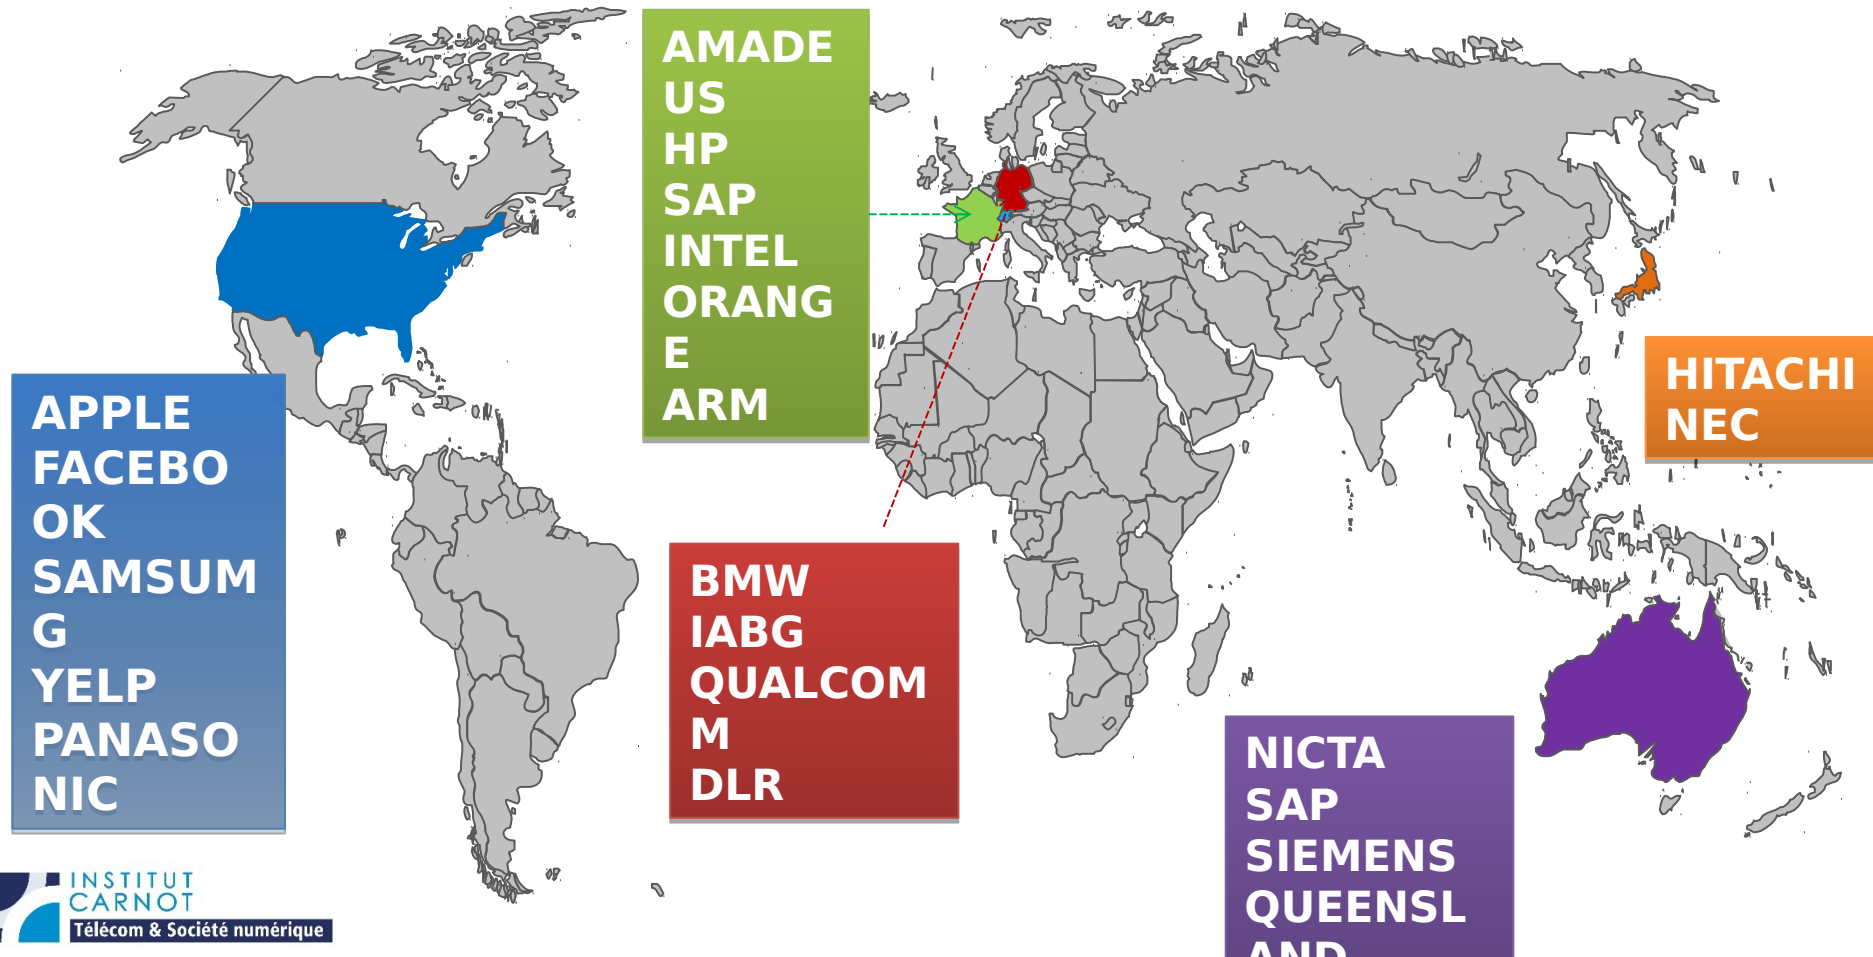 AMADE
US
HP
SAP
INTEL
ORANG
E
ARM
HITACHI
NEC
APPLE
FACEBO
OK
SAMSUM
G
YELP
PANASO
NIC
BMW
IABG
QUALCOM
M
DLR
NICTA
SAP
SIEMENS
QUEENSL
AND
INSTITUT
CARNOT
Télécom & Société numérique